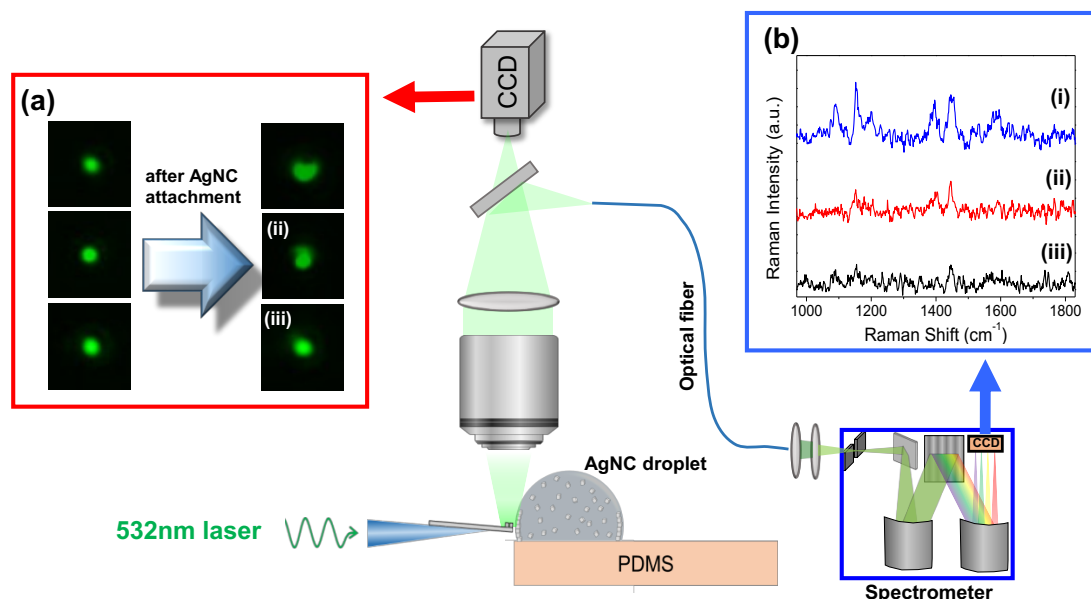 (a)
after AgNC
attachment
(ii)
(iii)
CCD
(b)
Raman Intensity (a.u.)
(i)
(ii)
(iii)
1000 1200 1400 1600 1800
Raman Shift (cm-1)
Optical fiber
AgNC droplet
532nm laser
PDMS
CCD
Spectrometer